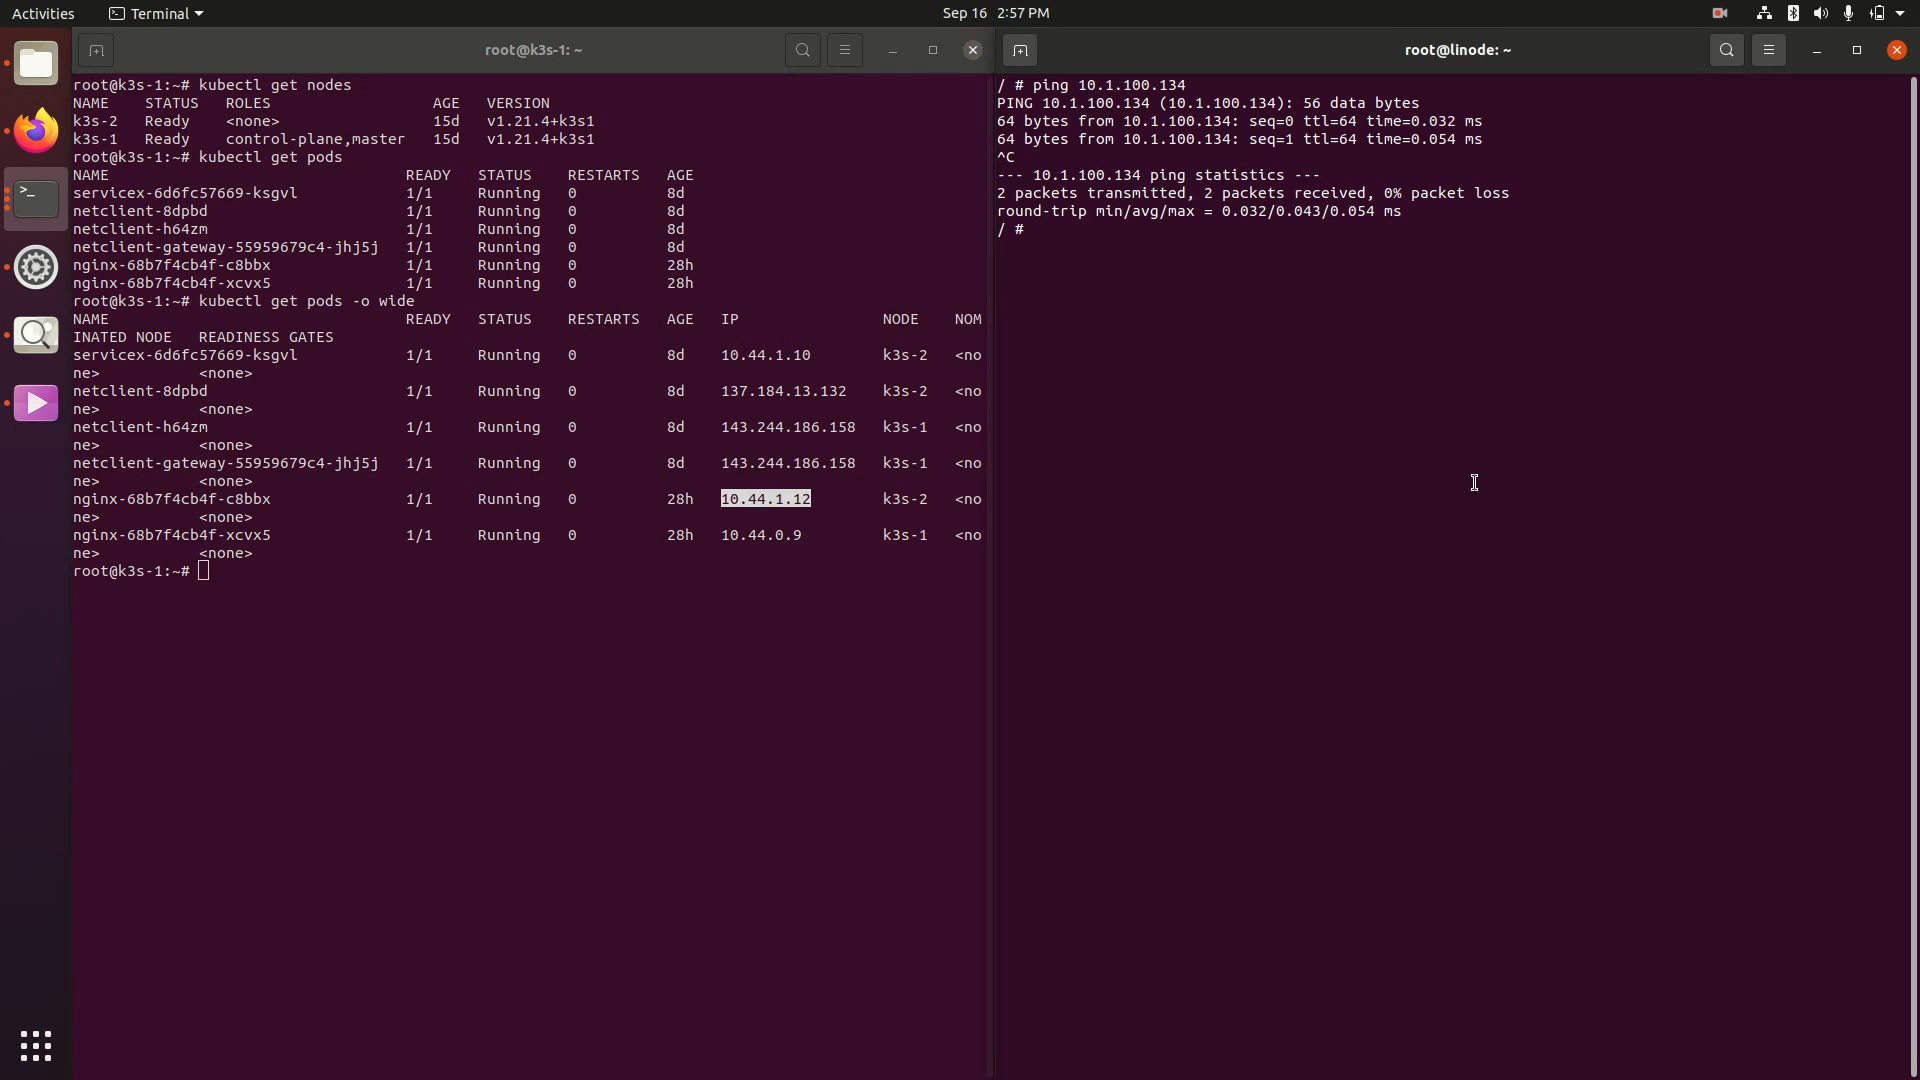 Activities
Terminal
Sep 16 2:57 PM
root@k3s-1: ~
root@k3s-1:~# kubectl get nodes
NAME STATUS ROLES AGE VERSION
k3s-2 Ready <none> 15d v1.21.4+k3s1
k3s-1 Ready control-plane,master 15d v1.21.4+k3s1
root@k3s-1:~# kubectl get pods
NAME READY STATUS RESTARTS AGE
servicex-6d6fc57669-ksgvl 1/1 Running 0 8d
netclient-8dpbd 1/1 Running 0 8d
netclient-h64zm 1/1 Running 0 8d
netclient-gateway-55959679c4-jhj5j 1/1 Running 0 8d
nginx-68b7f4cb4f-c8bbx 1/1 Running 0 28h
nginx-68b7f4cb4f-xcvx5 1/1 Running 0 28h
root@k3s-1:~# kubectl get pods -o wide
NAME READY STATUS RESTARTS AGE IP NODE NOM
INATED NODE READINESS GATES
servicex-6d6fc57669-ksgvl 1/1 Running 0 8d 10.44.1.10 k3s-2 <no
ne> <none>
netclient-8dpbd 1/1 Running 0 8d 137.184.13.132 k3s-2 <no
ne> <none>
netclient-h64zm 1/1 Running 0 8d 143.244.186.158 k3s-1 <no
ne> <none>
netclient-gateway-55959679c4-jhj5j 1/1 Running 0 8d 143.244.186.158 k3s-1 <no
ne> <none>
nginx-68b7f4cb4f-c8bbx 1/1 Running 0 28h 10.44.1.12 k3s-2 <no
ne> <none>
nginx-68b7f4cb4f-xcvx5 1/1 Running 0 28h 10.44.0.9 k3s-1 <no
ne> <none>
root@k3s-1:~#
root@linode: ~
/ # ping 10.1.100.134
PING 10.1.100.134 (10.1.100.134): 56 data bytes
64 bytes from 10.1.100.134: seq=0 ttl=64 time=0.032 ms
64 bytes from 10.1.100.134: seq=1 ttl=64 time=0.054 ms
^C
--- 10.1.100.134 ping statistics ---
2 packets transmitted, 2 packets received, 0% packet loss
round-trip min/avg/max = 0.032/0.043/0.054 ms
/ #